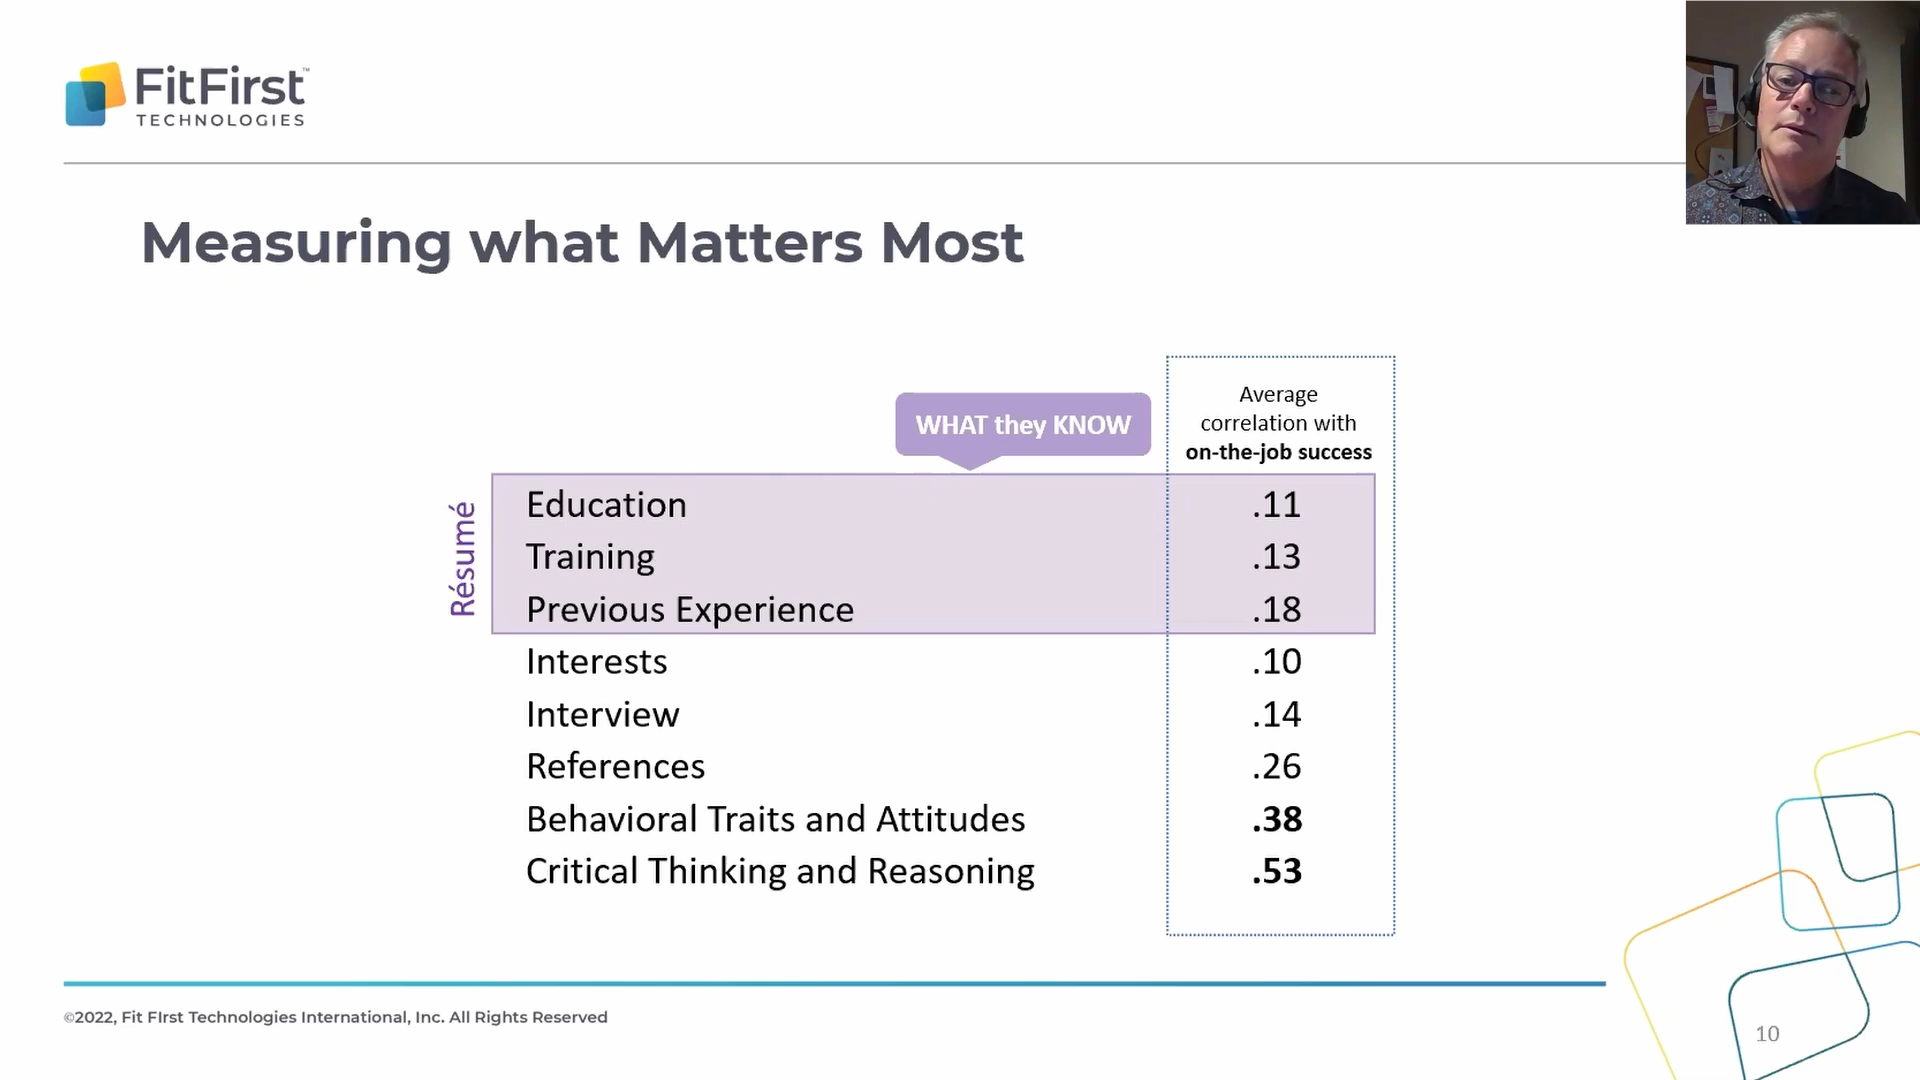 FitFirst™
TECHNOLOGIES
Measuring what Matters Most
WHAT they KNOW
Average
correlation with
on-the-job success
Résumé
Education .11
Training .13
Previous Experience .18
Interests .10
Interview .14
References .26
Behavioral Traits and Attitudes .38
Critical Thinking and Reasoning .53
©2022, Fit FIrst Technologies International, Inc. All Rights Reserved
10